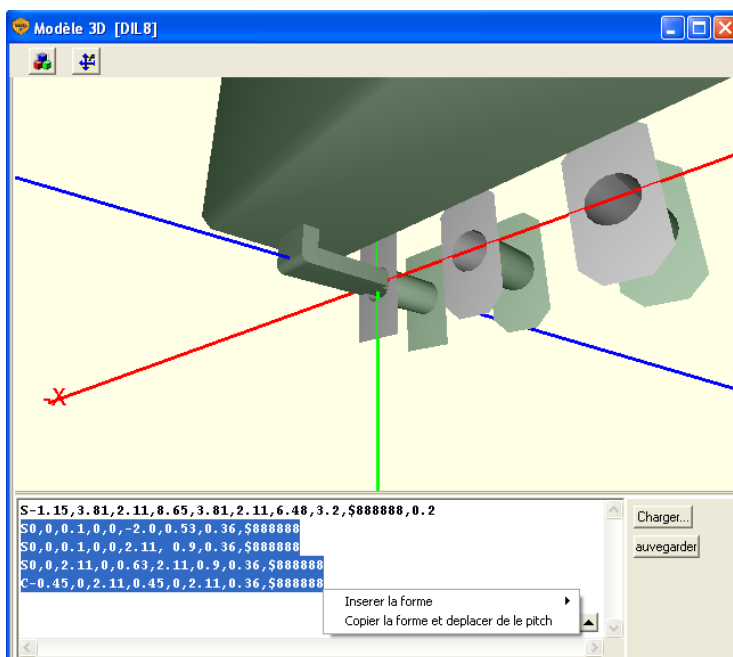 Modèle 3D [DIL8]
-X
S-1.15,3.81,2.11,8.65,3.81,2.11,6.48,3.2,$888888,0.2
S0,0,0.1,0,0,-2.0,0.53,0.36,$888888
S0,0,0.1,0,0,2.11, 0.9,0.36,$888888
S0,0,2.11,0,0.63,2.11,0.9,0.36,$888888
C-0.45,0,2.11,0.45,0,2.11,0.36,$888888
Charger...
auvegarder
Inserer la forme
Copier la forme et deplacer de le pitch